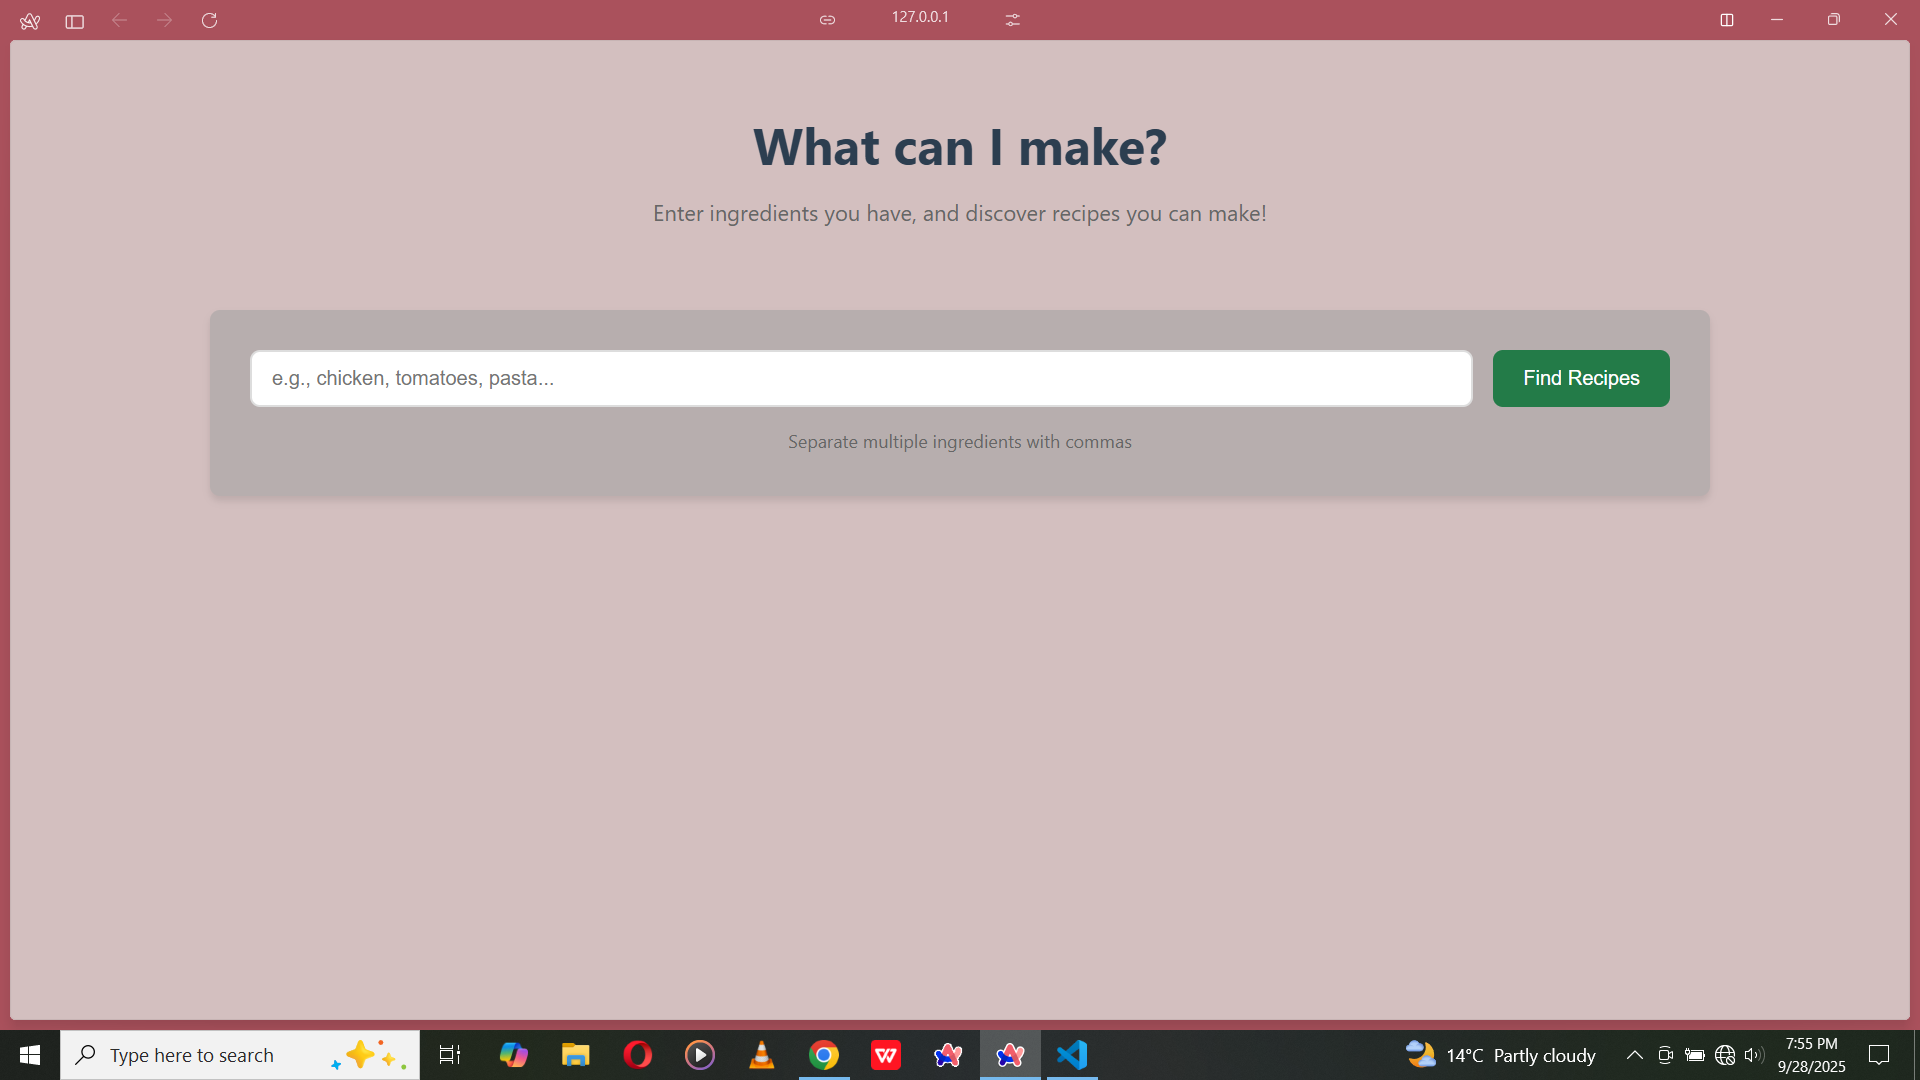 127.0.0.1
What can I make?
Enter ingredients you have, and discover recipes you can make!
e.g., chicken, tomatoes, pasta...
Find Recipes
Separate multiple ingredients with commas
Type here to search
W
14°C Partly cloudy
7:55 PM
9/28/2025